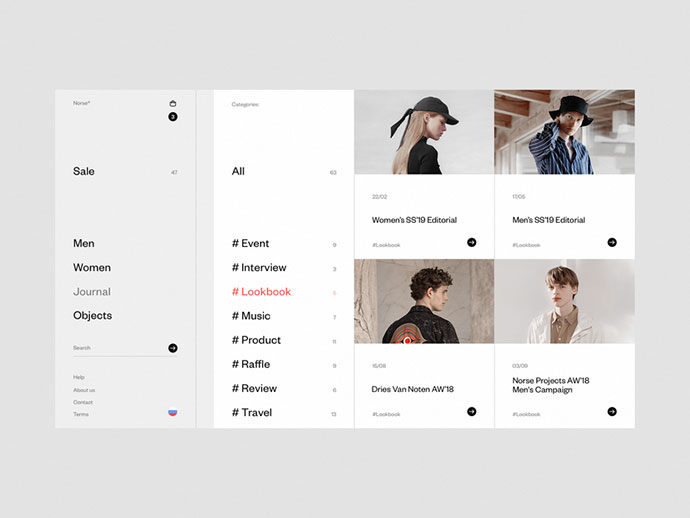 Norse®
3
Sale 47
Men
Women
Journal
Objects
Search
Help
About us
Contact
Terms
Categories:
All 63
# Event 9
# Interview 3
# Lookbook
# Music 7
# Product 11
# Raffle 9
# Review 6
# Travel 13
22/02
Women's SS'19 Editorial
#Lookbook
17/05
Men's SS'19 Editorial
#Lookbook
15/08
Dries Van Noten AW'18
#Lookbook
03/09
Norse Projects AW'18
Men's Campaign
#Lookbook